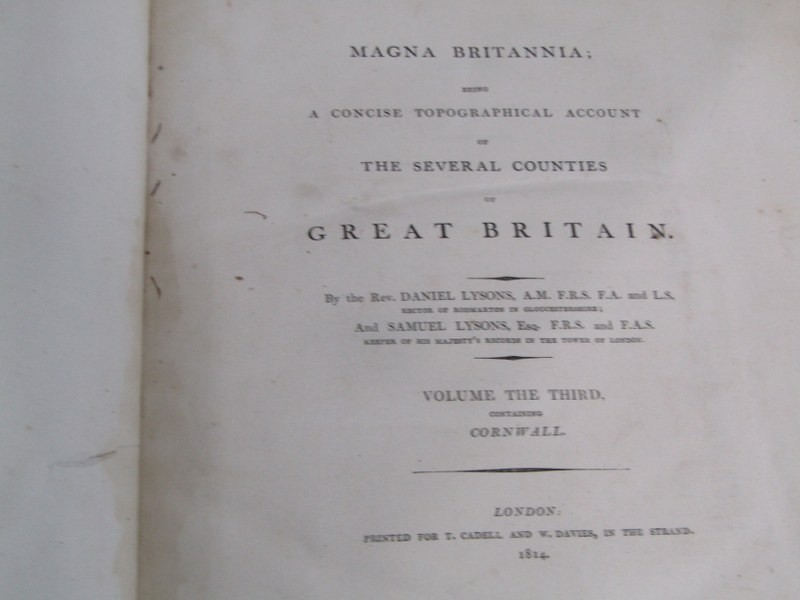 MAGNA BRITANNIA;
BEING
A CONCISE TOPOGRAPHICAL ACCOUNT
OF
THE SEVERAL COUNTIES
OF
GREAT BRITAIN.
By the Rev. DANIEL LYSONS, A.M. F.R.S. F.A. and L.S.
RECTOR OF RODMARTON IN GLOUCESTERSHIRE;
And SAMUEL LYSONS, Esq. F.R.S. and F.A.S.
KEEPER OF HIS MAJESTY'S RECORDS IN THE TOWER OF LONDON.
VOLUME THE THIRD,
CONTAINING
CORNWALL.
LONDON:
PRINTED FOR T. CADELL AND W. DAVIES, IN THE STRAND.
1814.